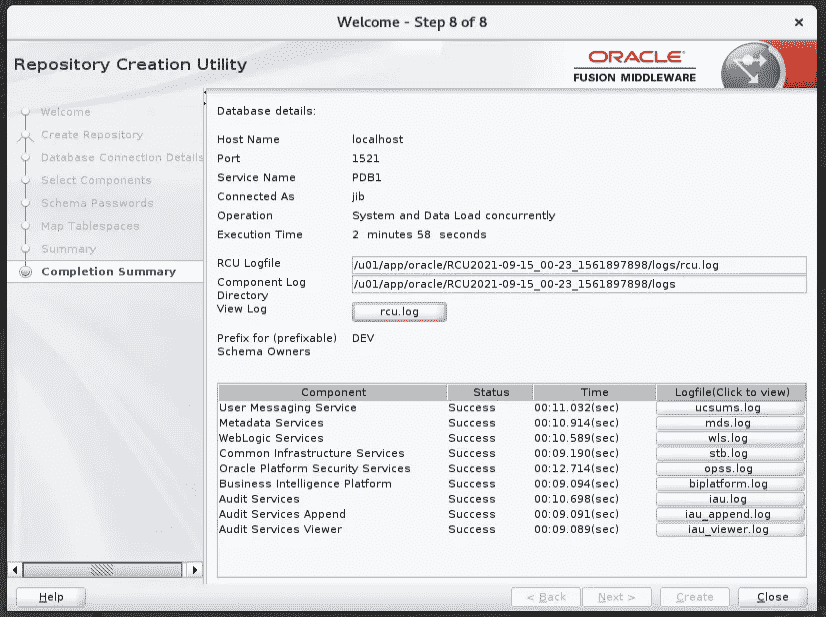 Welcome - Step 8 of 8
×
Repository Creation Utility
ORACLE
FUSION MIDDLEWARE
Welcome
Create Repository
Database Connection Details
Select Components
Schema Passwords
Map Tablespaces
Summary
Completion Summary
Database details:
Host Name localhost
Port 1521
Service Name PDB1
Connected As jib
Operation System and Data Load concurrently
Execution Time 2 minutes 58 seconds
RCU Logfile /u01/app/oracle/RCU2021-09-15_00-23_1561897898/logs/rcu.log
Component Log /u01/app/oracle/RCU2021-09-15_00-23_1561897898/logs
Directory
View Log rcu.log
Prefix for (prefixable) DEV
Schema Owners
Component Status Time Logfile(Click to view)
User Messaging Service Success 00:11.032(sec) ucsums.log
Metadata Services Success 00:10.914(sec) mds.log
WebLogic Services Success 00:10.589(sec) wls.log
Common Infrastructure Services Success 00:09.190(sec) stb.log
Oracle Platform Security Services Success 00:12.714(sec) opss.log
Business Intelligence Platform Success 00:09.094(sec) biplatform.log
Audit Services Success 00:10.698(sec) iau.log
Audit Services Append Success 00:09.091(sec) iau_append.log
Audit Services Viewer Success 00:09.089(sec) iau_viewer.log
Help < Back Next > Create Close